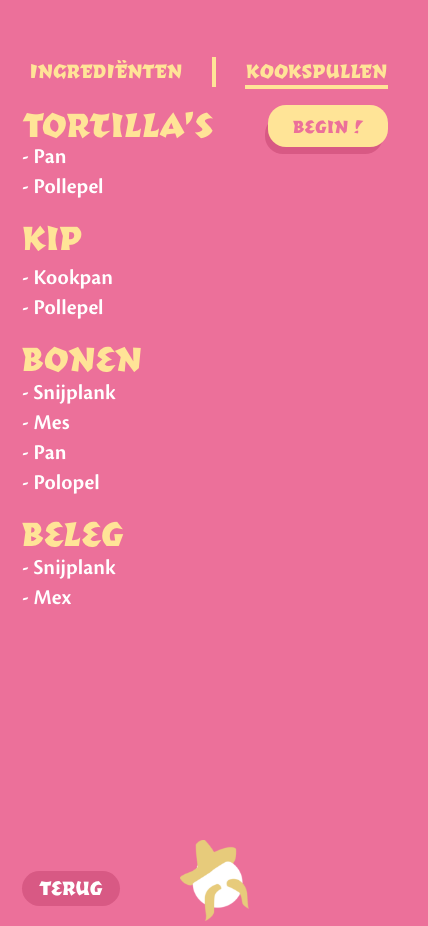 INGREDIËNTEN
KOOKSPULLEN
TORTILLA'S
BEGIN !
- Pan
- Pollepel
KIP
- Kookpan
- Pollepel
BONEN
- Snijplank
- Mes
- Pan
- Polopel
BELEG
- Snijplank
- Mex
TERUG